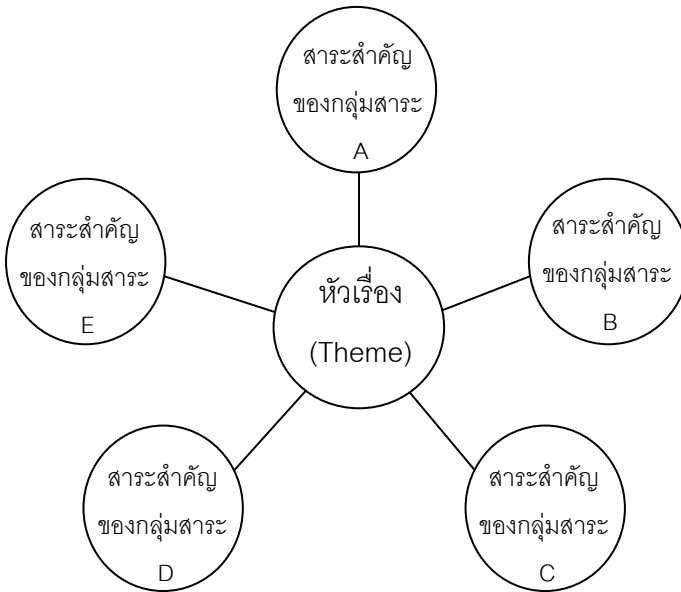 สาระสำคัญ
ของกลุ่มสาระ
A
สาระสำคัญ
ของกลุ่มสาระ
E
สาระสำคัญ
ของกลุ่มสาระ
B
หัวเรื่อง
(Theme)
สาระสำคัญ
ของกลุ่มสาระ
D
สาระสำคัญ
ของกลุ่มสาระ
C